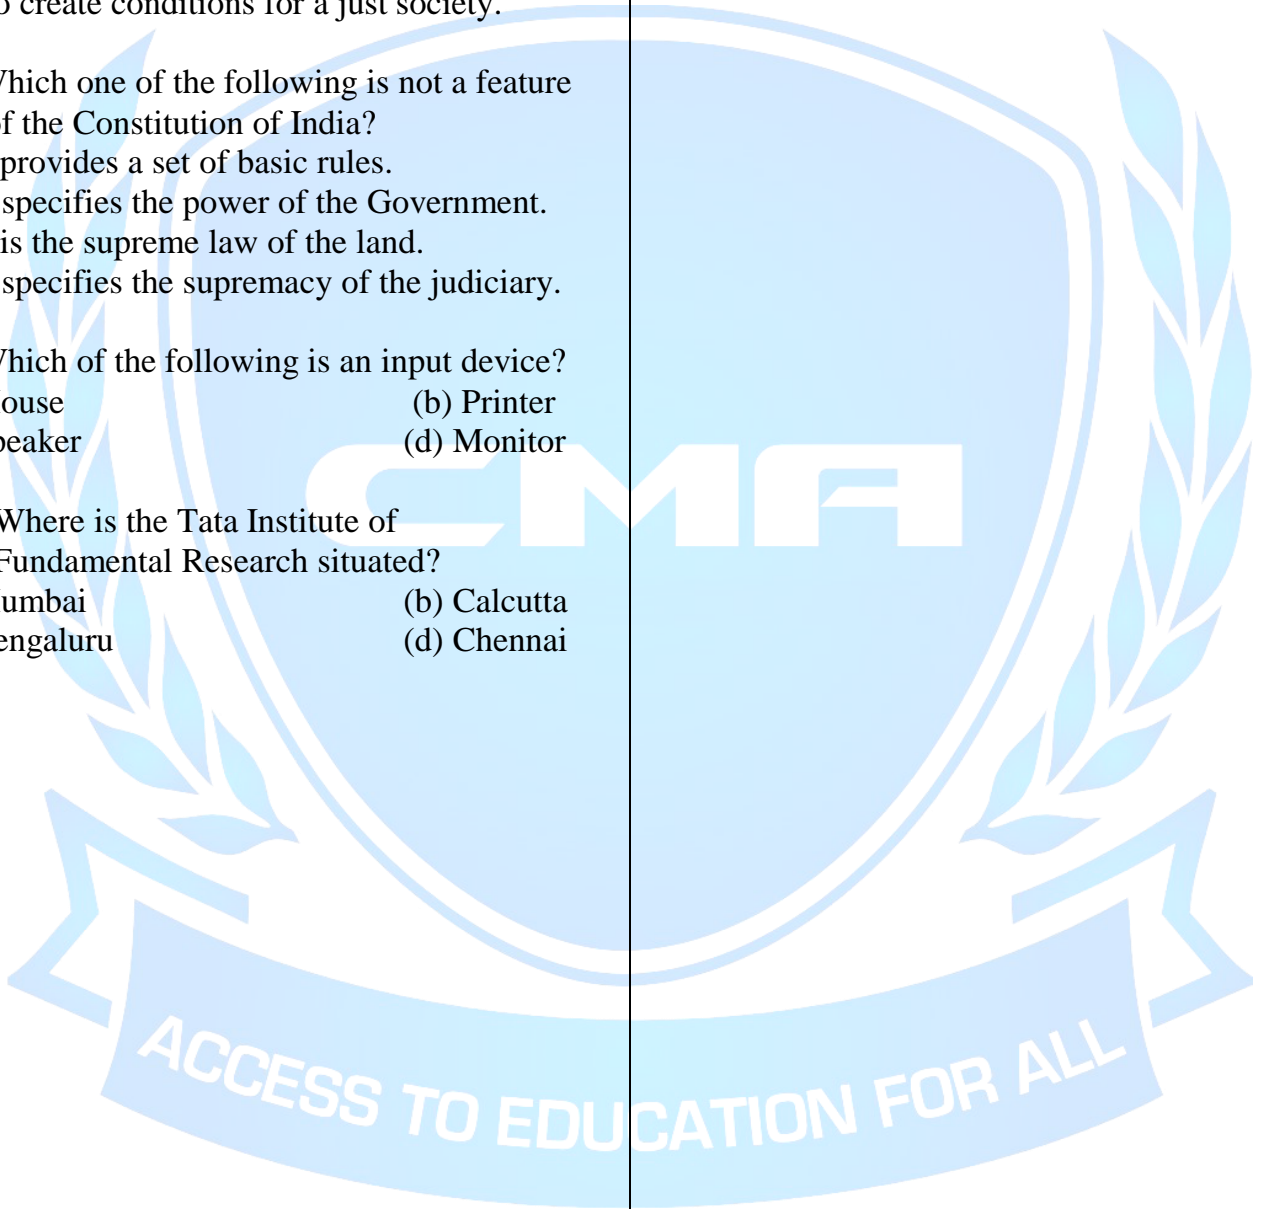 o create conditions for a just society.
Which one of the following is not a feature
of the Constitution of India?
provides a set of basic rules.
specifies the power of the Government.
is the supreme law of the land.
specifies the supremacy of the judiciary.
Which of the following is an input device?
ouse (b) Printer
peaker (d) Monitor
Where is the Tata Institute of
Fundamental Research situated?
umbai (b) Calcutta
engaluru (d) Chennai
CMA
ACCESS TO EDUCATION FOR ALL